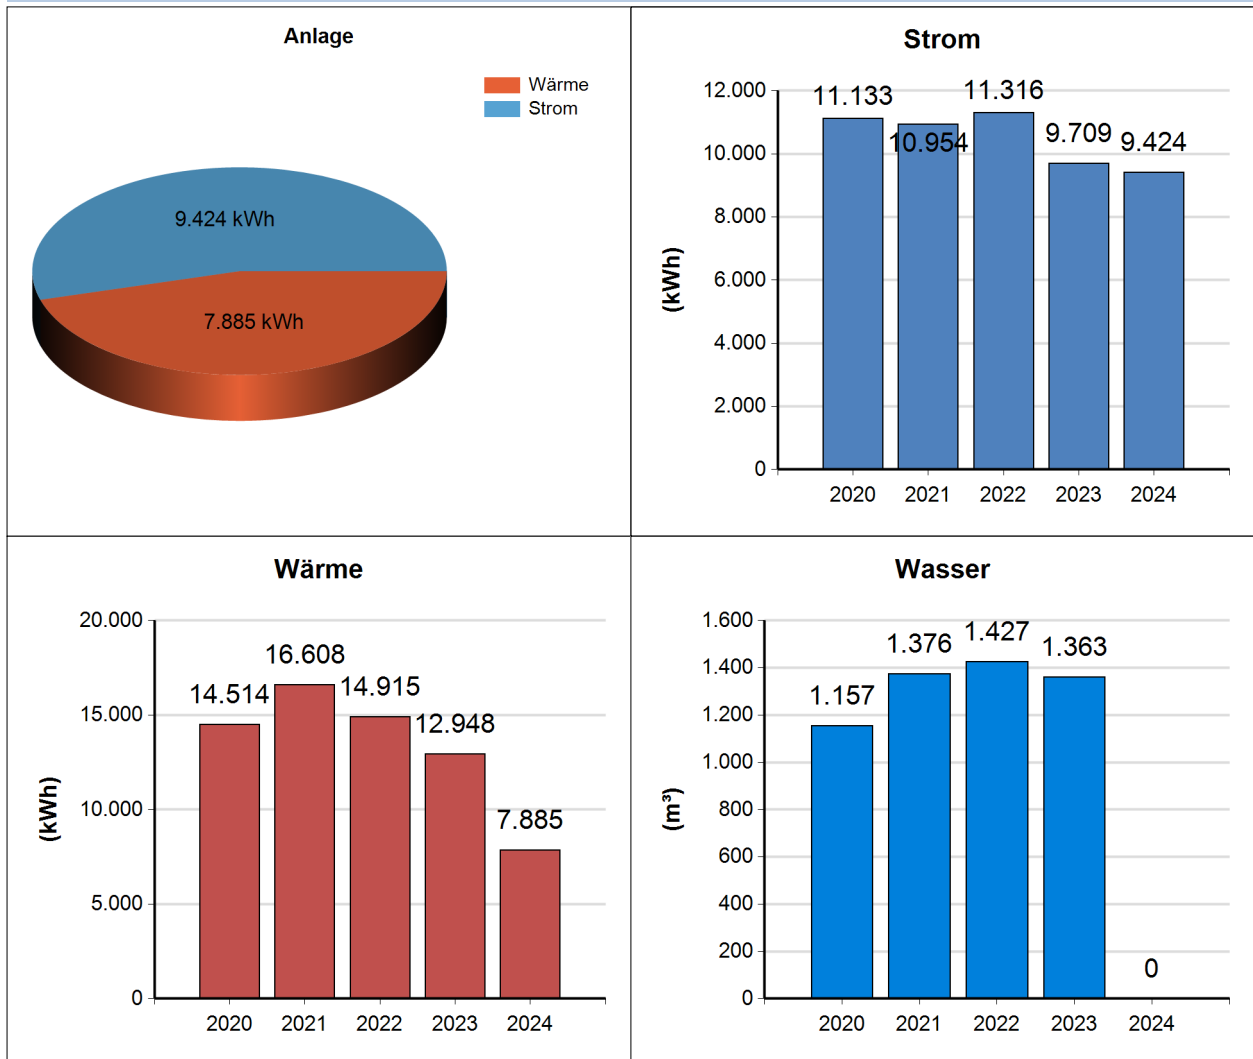 Anlage
Wärme
Strom
9.424 kWh
7.885 kWh
Strom
12.000
10.000
8.000
6.000
4.000
2.000
0
(kWh)
11.133
10.954
11.316
9.709
9.424
2020 2021 2022 2023 2024
Wärme
20.000
15.000
10.000
5.000
0
(kWh)
14.514
16.608
14.915
12.948
7.885
2020 2021 2022 2023 2024
Wasser
1.600
1.400
1.200
1.000
800
600
400
200
0
(m³)
1.157
1.376
1.427
1.363
0
2020 2021 2022 2023 2024